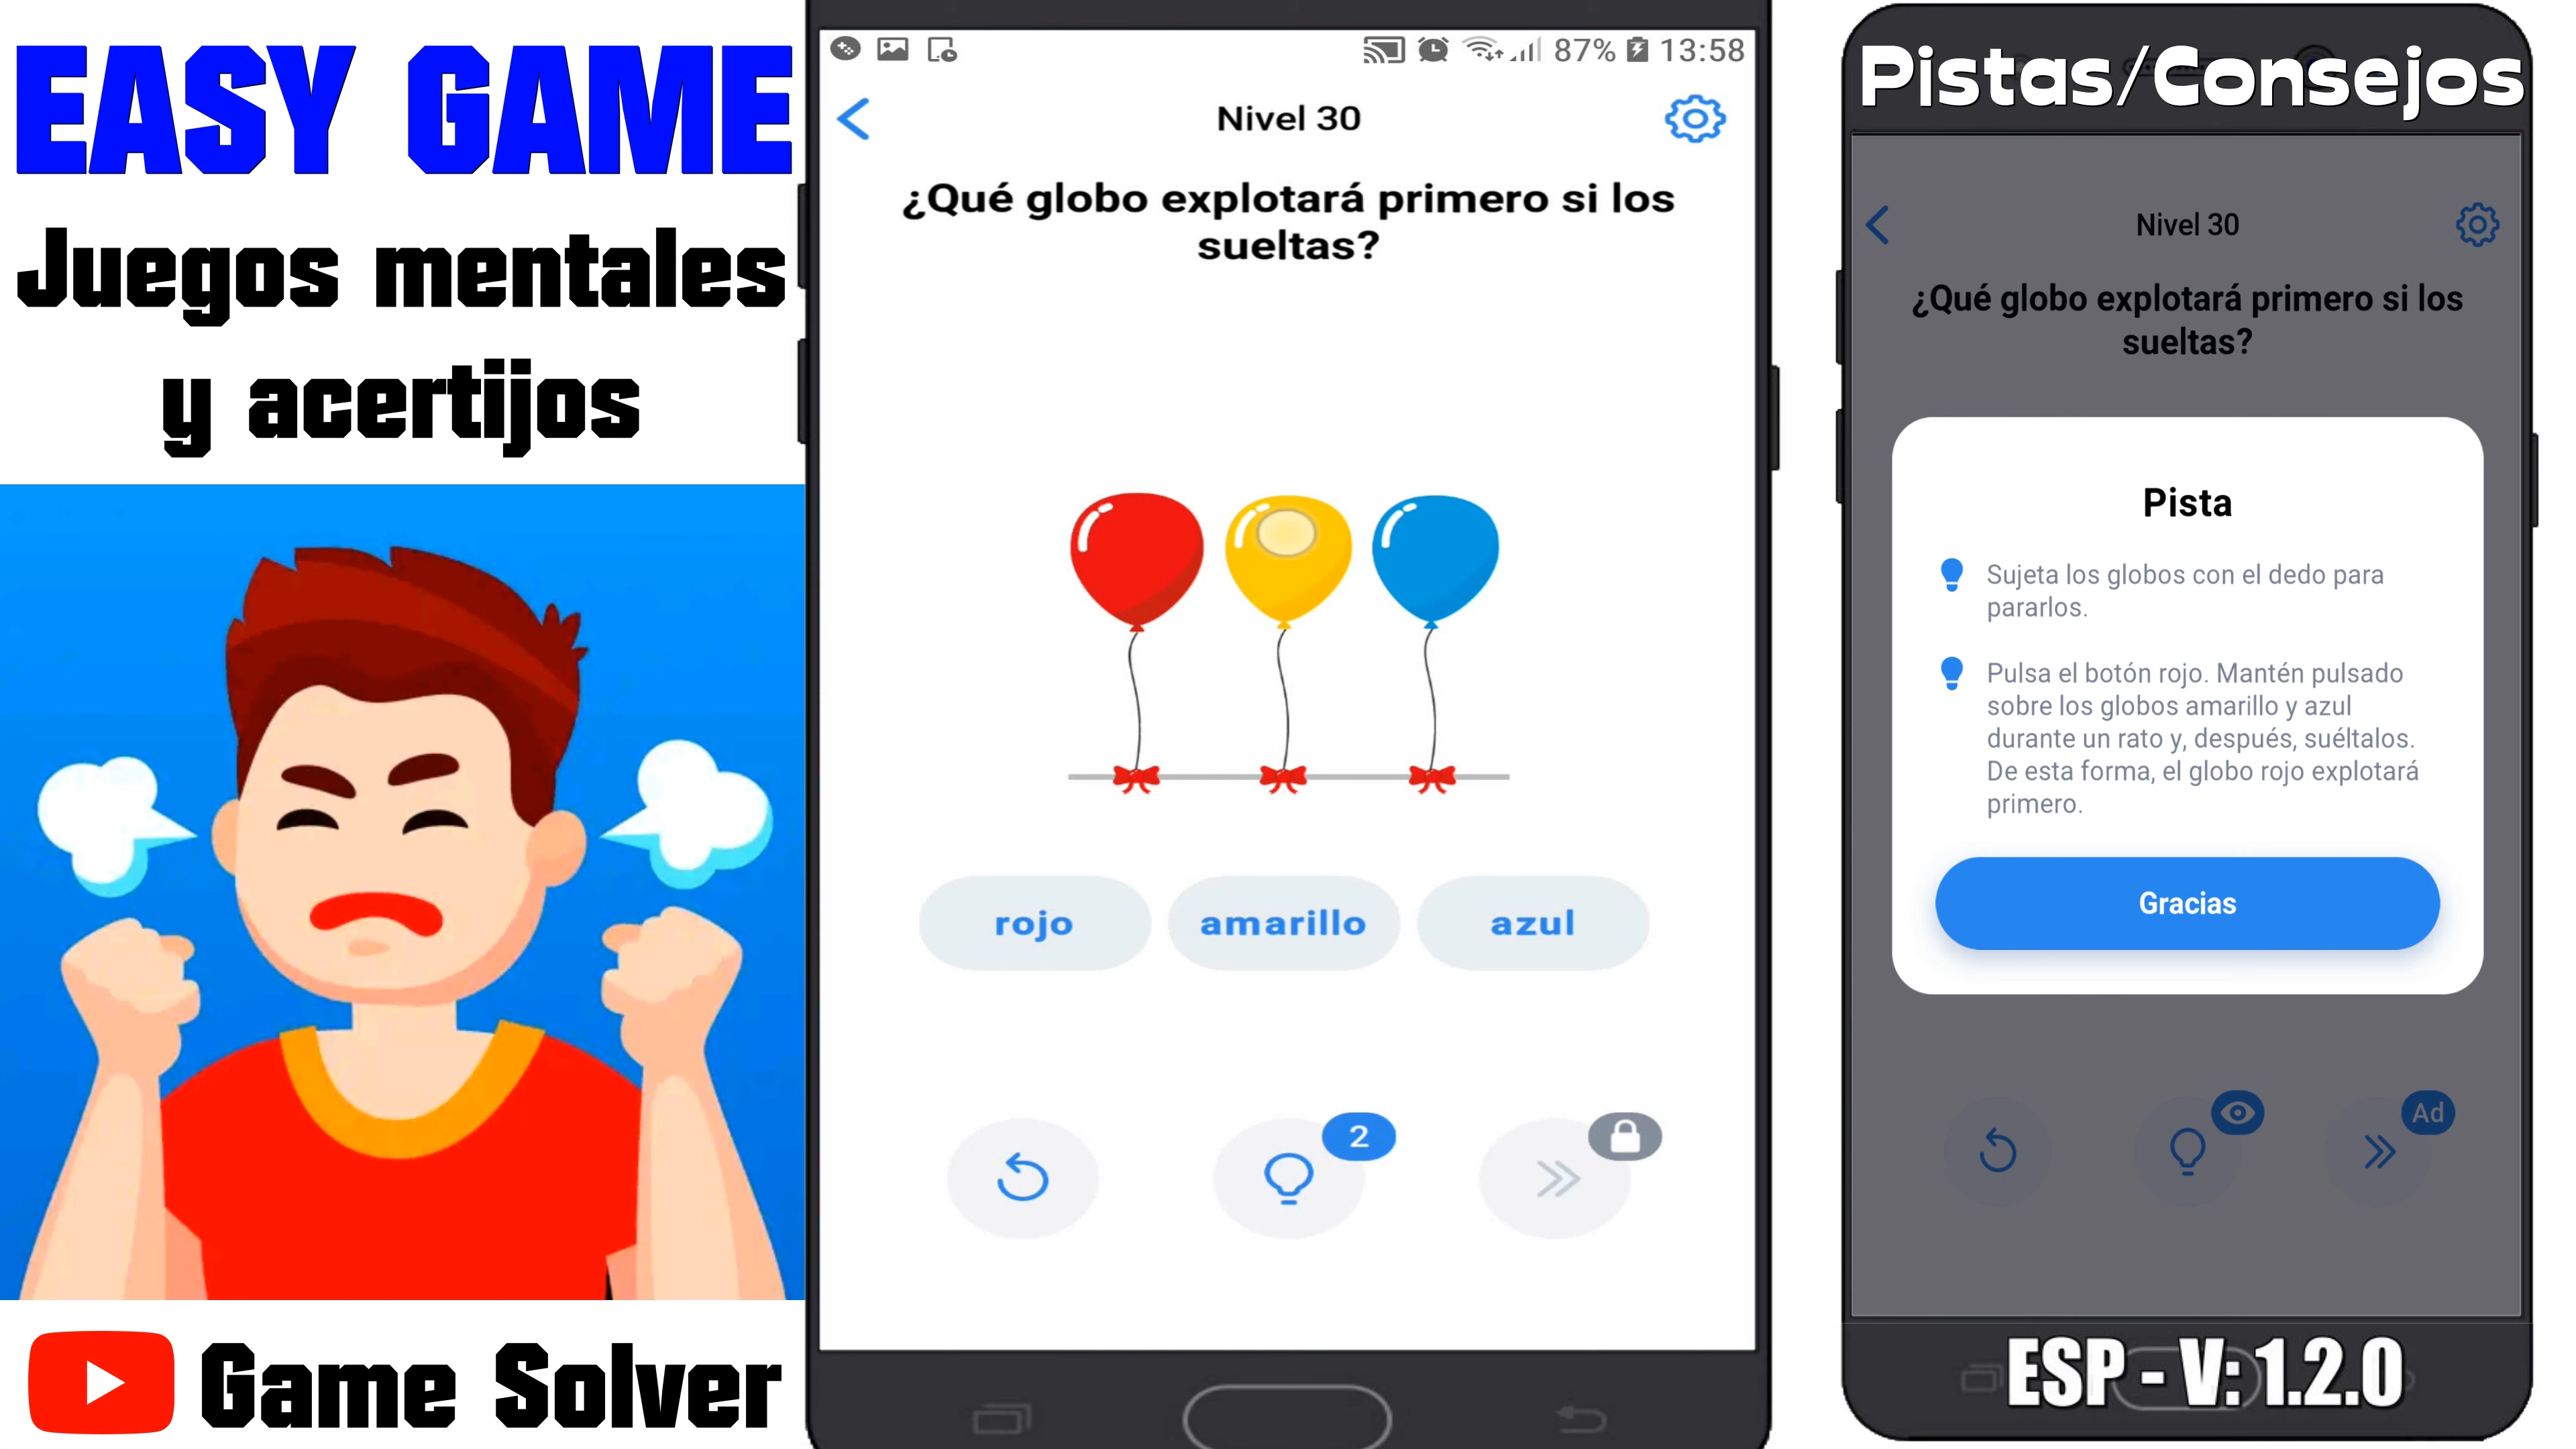 EASY GAME
Juegos mentales
y acertijos
Game Solver
87% 13:58
Nivel 30
¿Qué globo explotará primero si los
sueltas?
rojo
amarillo
azul
2
Pistas/Consejos
Nivel 30
¿Qué globo explotará primero si los
sueltas?
Pista
Sujeta los globos con el dedo para
pararlos.
Pulsa el botón rojo. Mantén pulsado
sobre los globos amarillo y azul
durante un rato y, después, suéltalos.
De esta forma, el globo rojo explotará
primero.
Gracias
Ad
ESP - V: 1.2.0